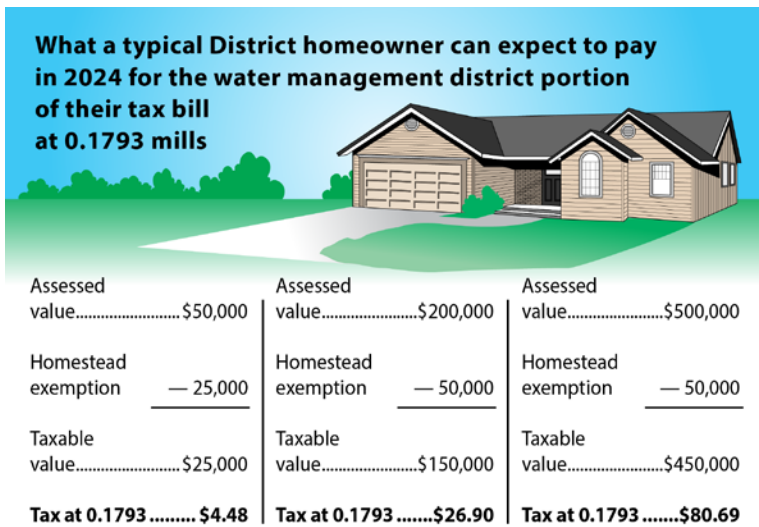 What a typical District homeowner can expect to pay
in 2024 for the water management district portion
of their tax bill
at 0.1793 mills
Assessed
value.......................$50,000
Homestead
exemption — 25,000
Taxable
value.......................$25,000
Tax at 0.1793 ......... $4.48
Assessed
value.......................$200,000
Homestead
exemption — 50,000
Taxable
value.......................$150,000
Tax at 0.1793 .......$26.90
Assessed
value.......................$500,000
Homestead
exemption — 50,000
Taxable
value.......................$450,000
Tax at 0.1793 .......$80.69